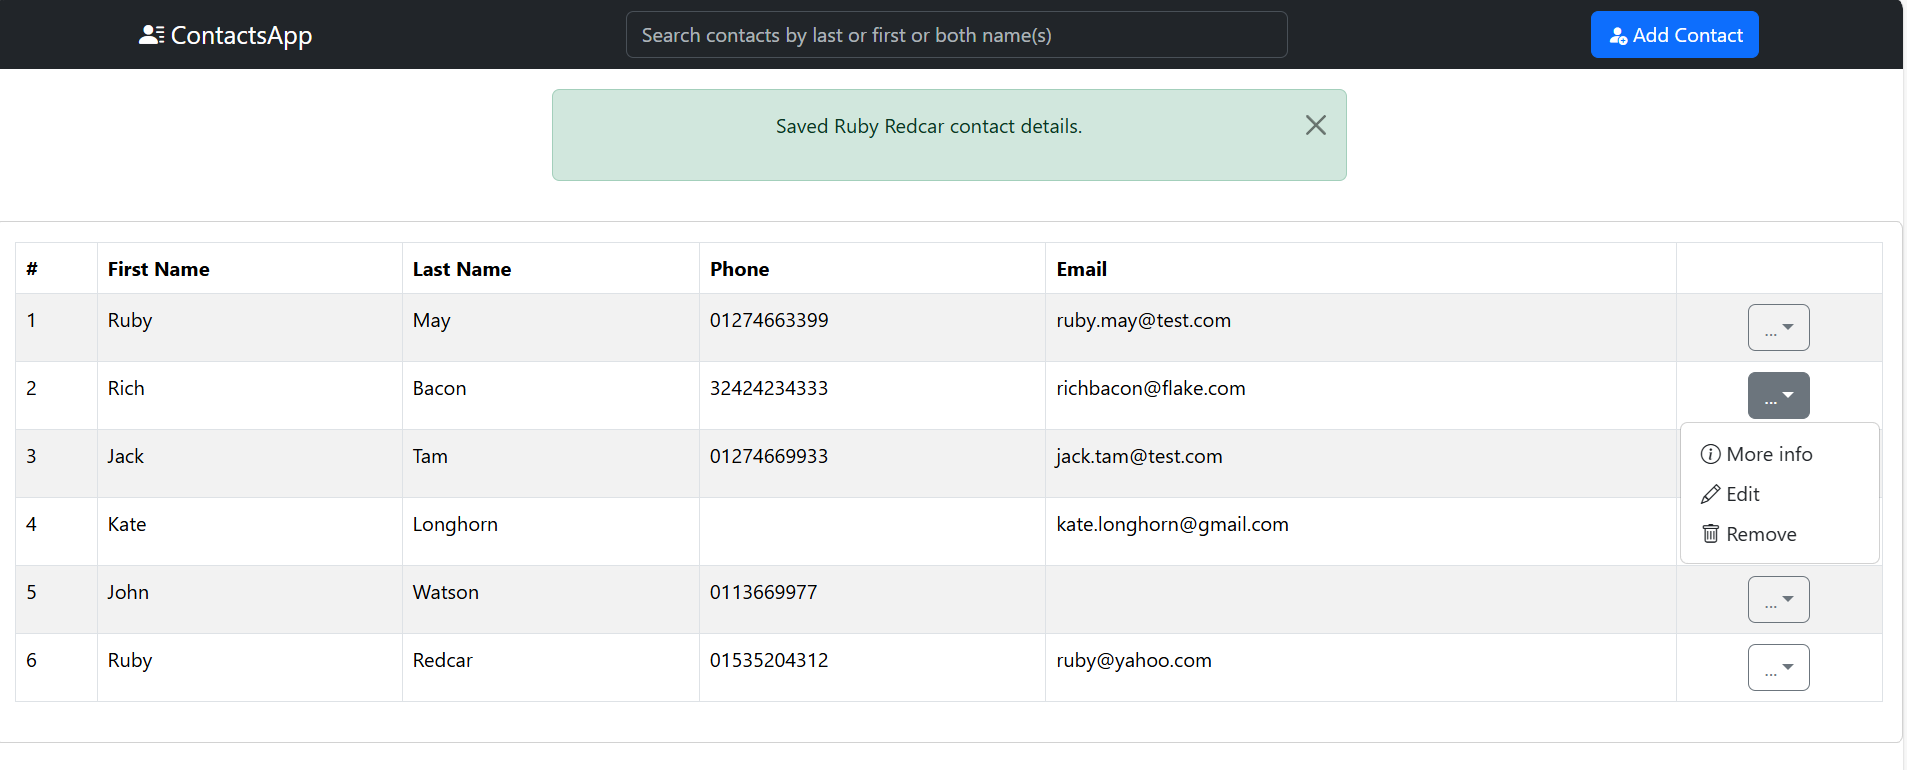 ContactsApp
Search contacts by last or first or both name(s)
Add Contact
Saved Ruby Redcar contact details.
# First Name Last Name Phone Email
1 Ruby May 01274663399 ruby.may@test.com ...
2 Rich Bacon 32424234333 richbacon@flake.com ...
3 Jack Tam 01274669933 jack.tam@test.com
More info
Edit
4 Kate Longhorn kate.longhorn@gmail.com
Remove
5 John Watson 0113669977 ...
6 Ruby Redcar 01535204312 ruby@yahoo.com ...